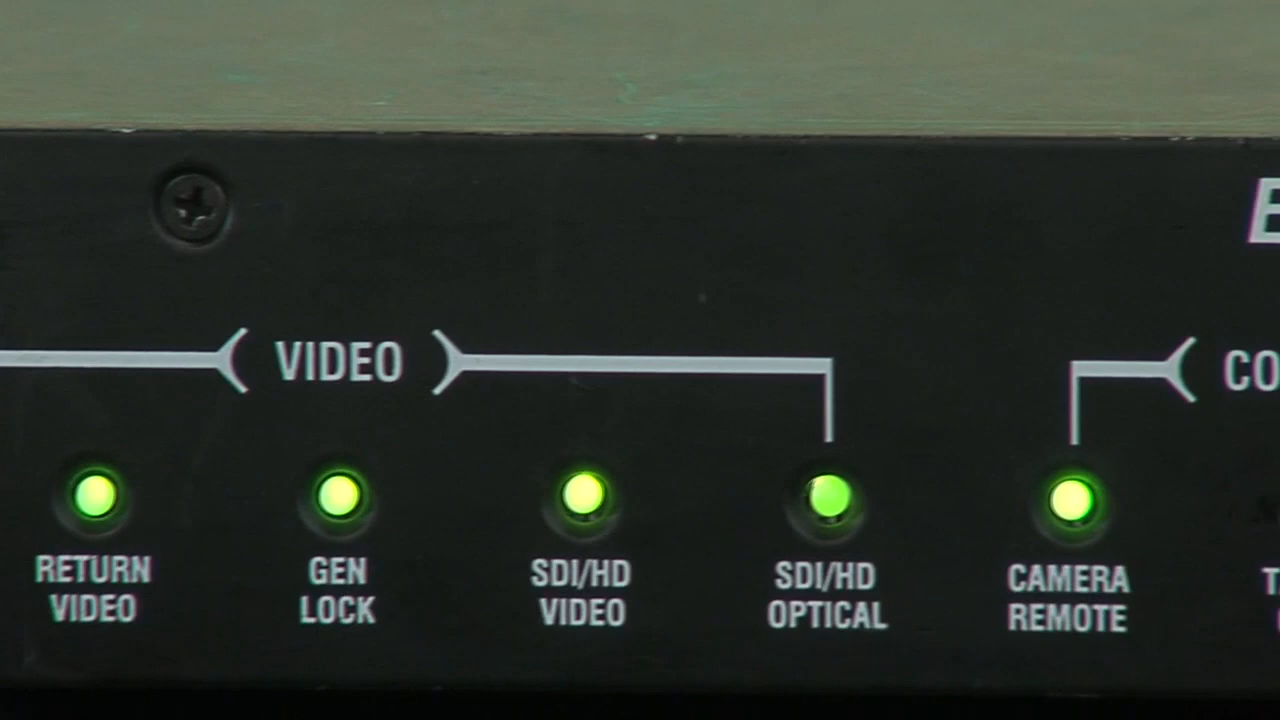 VIDEO
RETURN
VIDEO
GEN
LOCK
SDI/HD
VIDEO
SDI/HD
OPTICAL
CAMERA
REMOTE